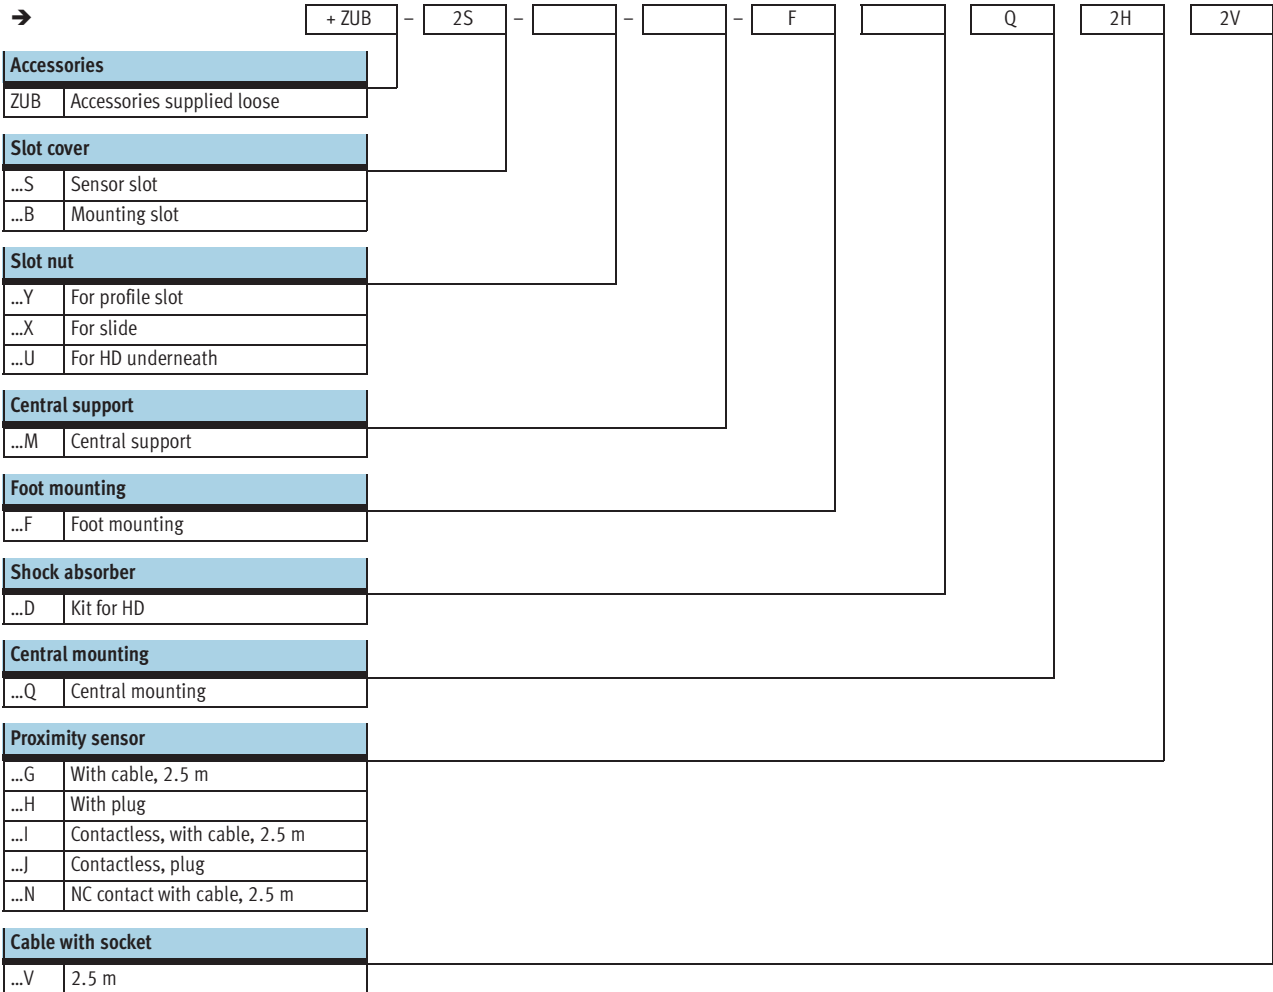 ➔ + ZUB – 2S – – – F Q 2H 2V
Accessories
ZUB Accessories supplied loose
Slot cover
...S Sensor slot
...B Mounting slot
Slot nut
...Y For profile slot
...X For slide
...U For HD underneath
Central support
...M Central support
Foot mounting
...F Foot mounting
Shock absorber
...D Kit for HD
Central mounting
...Q Central mounting
Proximity sensor
...G With cable, 2.5 m
...H With plug
...I Contactless, with cable, 2.5 m
...J Contactless, plug
...N NC contact with cable, 2.5 m
Cable with socket
...V 2.5 m